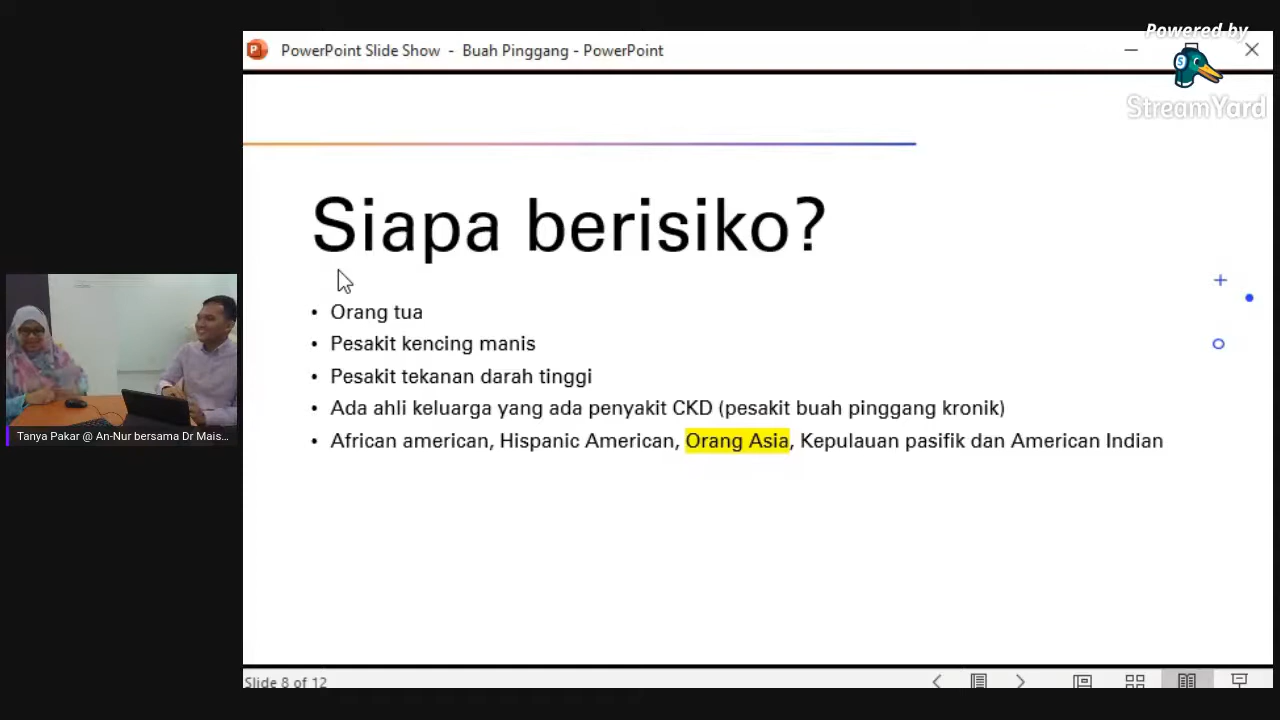 Powered by
StreamYard
PowerPoint Slide Show - Buah Pinggang - PowerPoint
Siapa berisiko?
• Orang tua
• Pesakit kencing manis
• Pesakit tekanan darah tinggi
• Ada ahli keluarga yang ada penyakit CKD (pesakit buah pinggang kronik)
• African american, Hispanic American, Orang Asia, Kepulauan pasifik dan American Indian
Tanya Pakar @ An-Nur bersama Dr Mais...
Slide 8 of 12